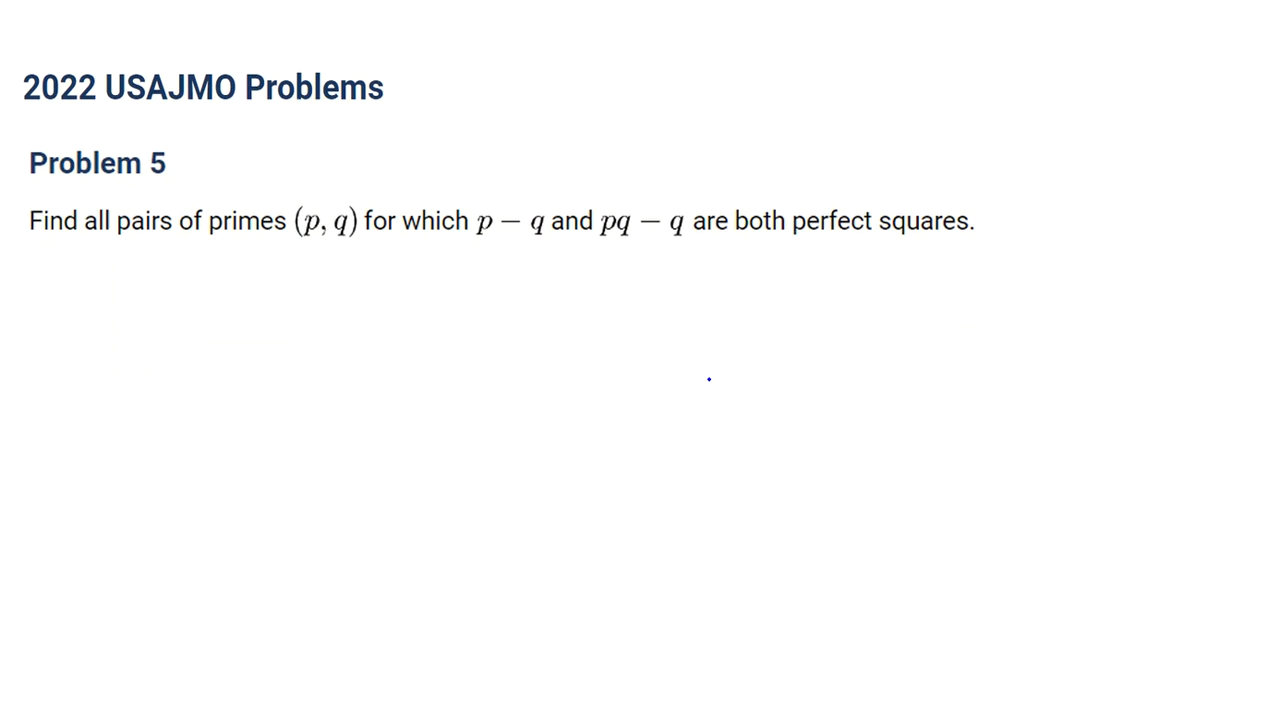 2022 USAJMO Problems
Problem 5
Find all pairs of primes (p, q) for which p − q and pq − q are both perfect squares.